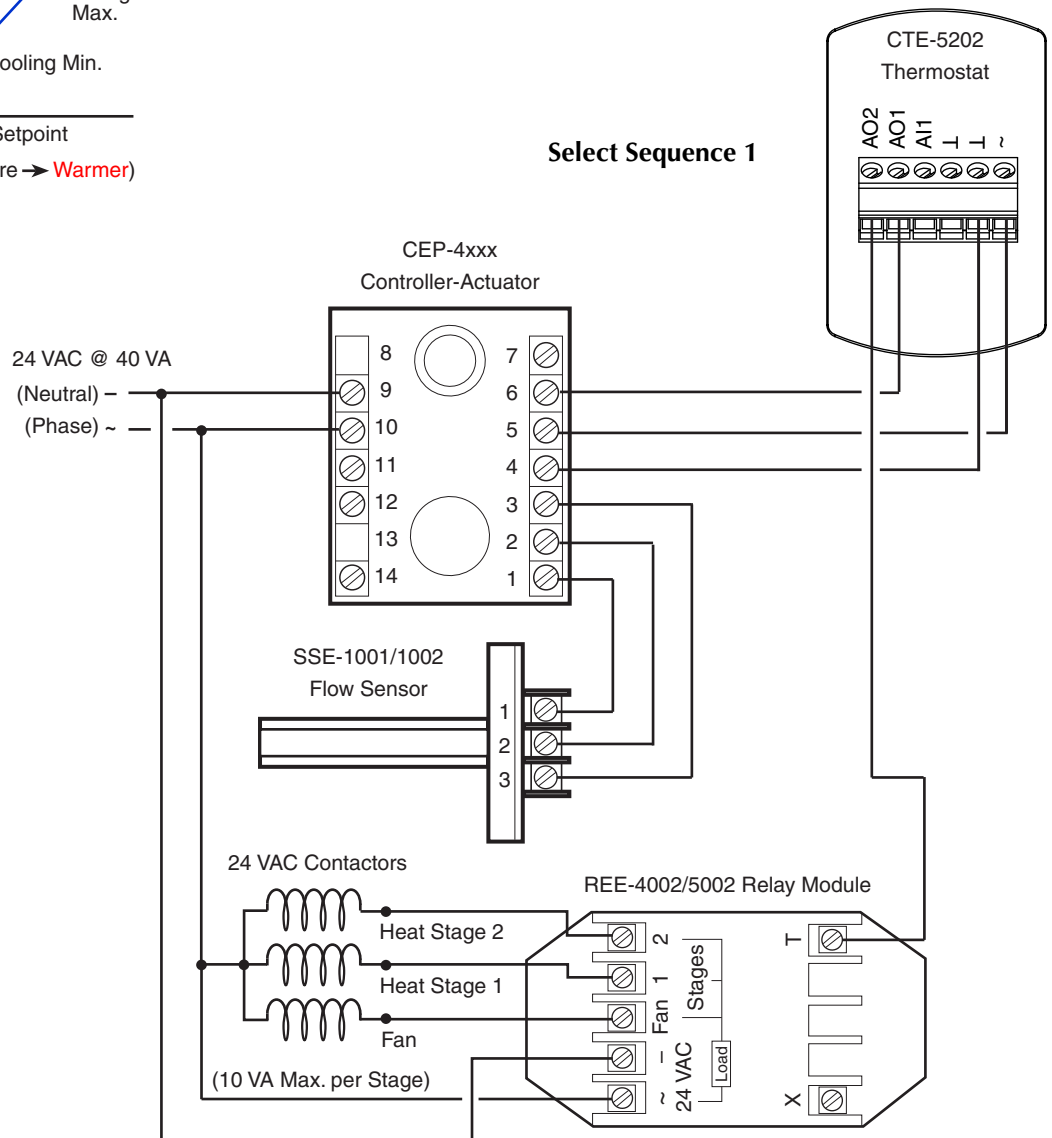 Max.
ooling Min.
Setpoint
re → Warmer)
CTE-5202
Thermostat
AO2
AO1
AI1
⊥
⊥
~
Select Sequence 1
CEP-4xxx
Controller-Actuator
24 VAC @ 40 VA
(Neutral) –
(Phase) ~
8
9
10
11
12
13
14
7
6
5
4
3
2
1
SSE-1001/1002
Flow Sensor
1
2
3
24 VAC Contactors
Heat Stage 2
Heat Stage 1
Fan
(10 VA Max. per Stage)
REE-4002/5002 Relay Module
2
1
Fan
–
~
Stages
24 VAC
Load
T
X